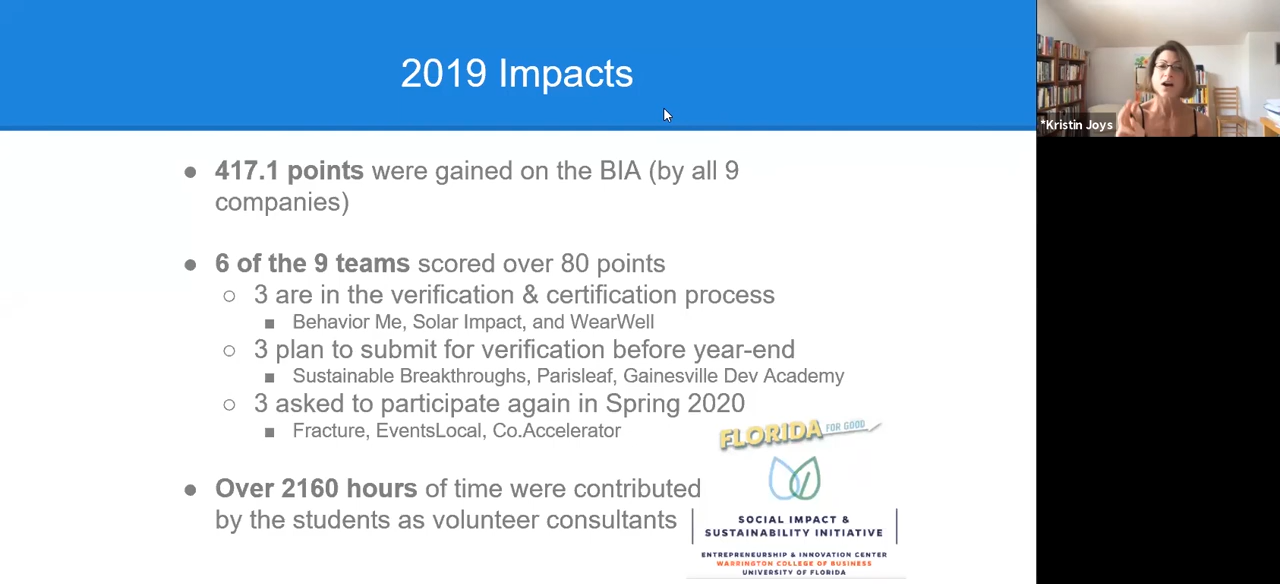 2019 Impacts
*Kristin Joys
● 417.1 points were gained on the BIA (by all 9
companies)
● 6 of the 9 teams scored over 80 points
○ 3 are in the verification & certification process
■ Behavior Me, Solar Impact, and WearWell
○ 3 plan to submit for verification before year-end
■ Sustainable Breakthroughs, Parisleaf, Gainesville Dev Academy
○ 3 asked to participate again in Spring 2020
■ Fracture, EventsLocal, Co.Accelerator
● Over 2160 hours of time were contributed
by the students as volunteer consultants
FLORIDA FOR GOOD
SOCIAL IMPACT &
SUSTAINABILITY INITIATIVE
ENTREPRENEURSHIP & INNOVATION CENTER
WARRINGTON COLLEGE OF BUSINESS
UNIVERSITY OF FLORIDA